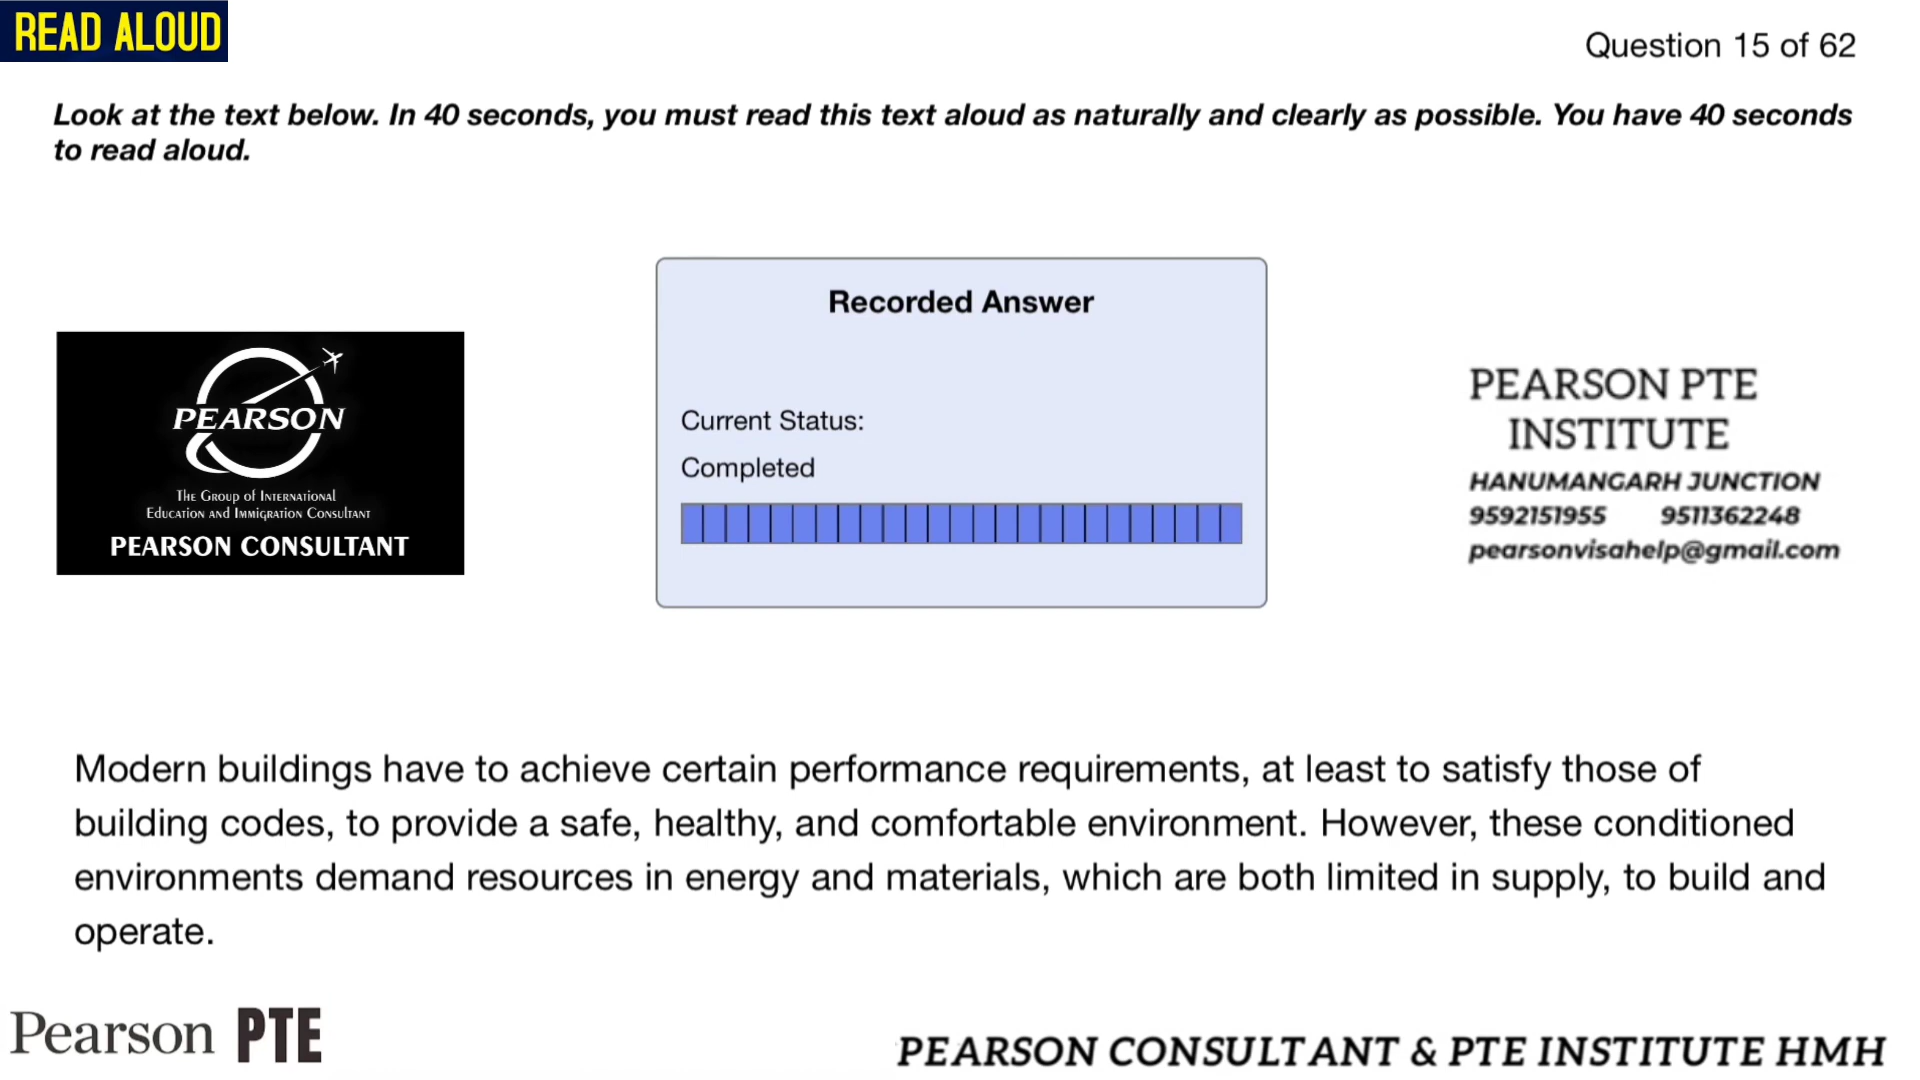 READ ALOUD
Question 15 of 62
Look at the text below. In 40 seconds, you must read this text aloud as naturally and clearly as possible. You have 40 seconds
to read aloud.
Recorded Answer
Current Status:
Completed
PEARSON
The Group of International
Education and Immigration Consultant
PEARSON CONSULTANT
PEARSON PTE
INSTITUTE
HANUMANGARH JUNCTION
9592151955 9511362248
pearsonvisahelp@gmail.com
Modern buildings have to achieve certain performance requirements, at least to satisfy those of
building codes, to provide a safe, healthy, and comfortable environment. However, these conditioned
environments demand resources in energy and materials, which are both limited in supply, to build and
operate.
Pearson PTE
PEARSON CONSULTANT & PTE INSTITUTE HMH